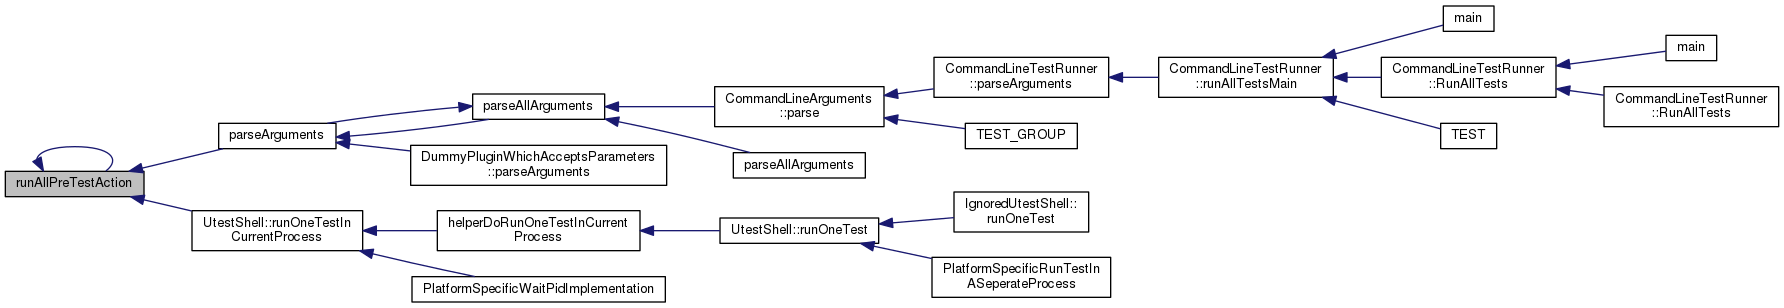 runAllPreTestAction
parseArguments
UtestShell::runOneTestIn
CurrentProcess
parseAllArguments
DummyPluginWhichAcceptsParameters
::parseArguments
helperDoRunOneTestInCurrent
Process
PlatformSpecificWaitPidImplementation
CommandLineArguments
::parse
parseAllArguments
UtestShell::runOneTest
CommandLineTestRunner
::parseArguments
TEST_GROUP
IgnoredUtestShell::
runOneTest
PlatformSpecificRunTestIn
ASeperateProcess
CommandLineTestRunner
::runAllTestsMain
main
CommandLineTestRunner
::RunAllTests
TEST
main
CommandLineTestRunner
::RunAllTests